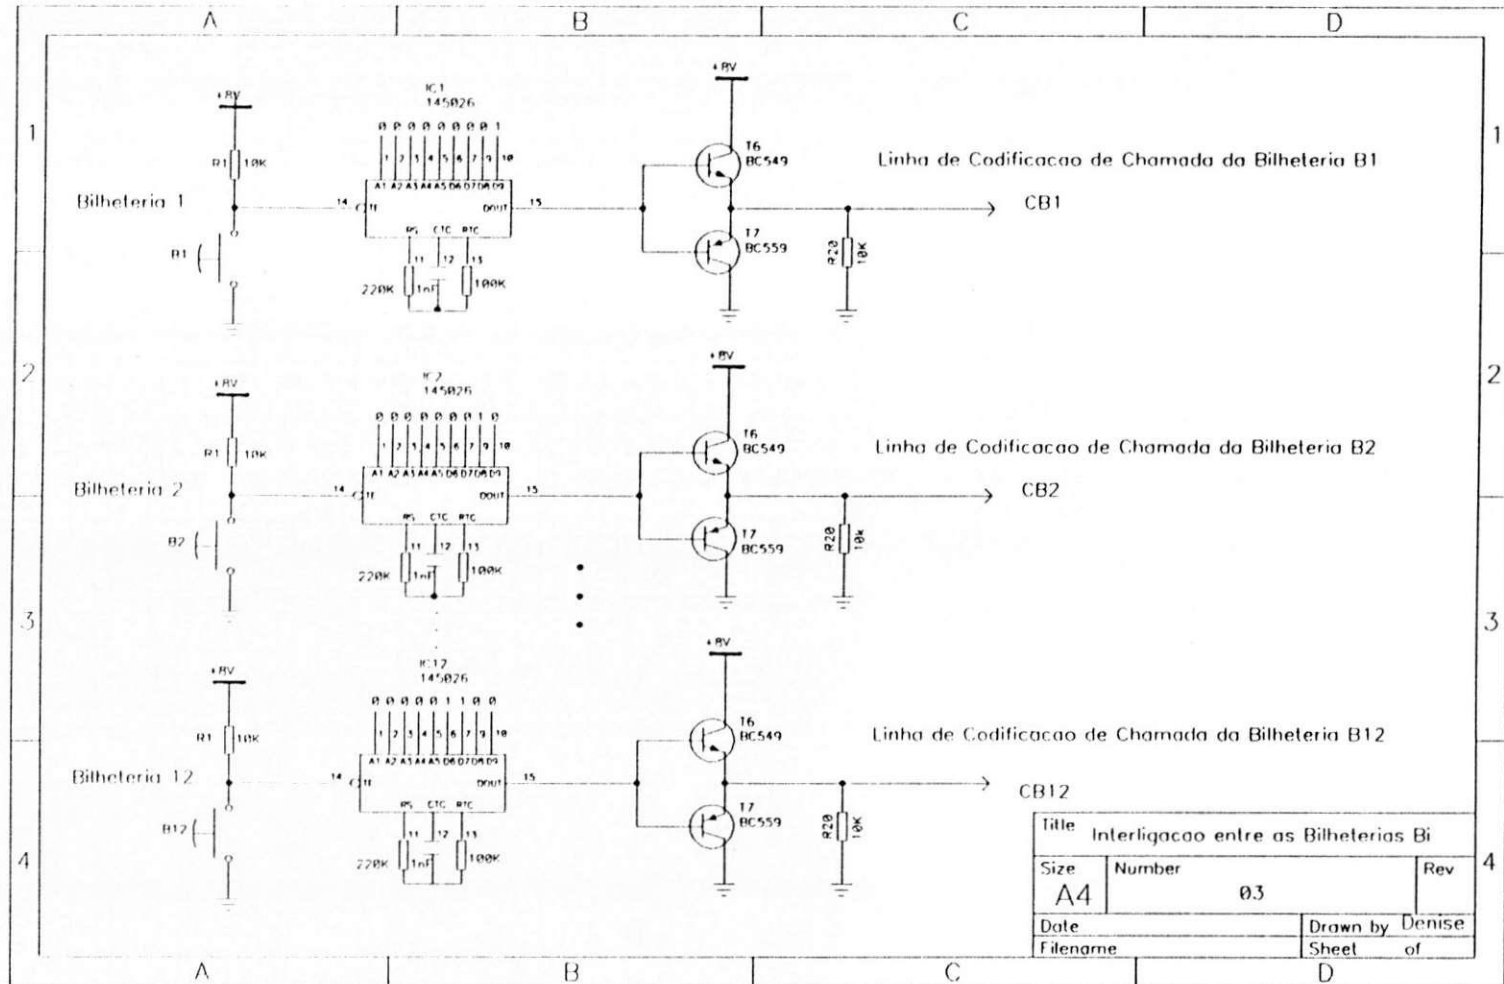 A B C D
1 1
+8V
IC1
145026
+8V
0 0 0 0 0 0 0 0 1
R1 10K
1 2 3 4 5 6 7 9 10
T6
BC549
Linha de Codificacao de Chamada da Bilheteria B1
A1 A2 A3 A4 A5 D6 D7 D8 D9
Bilheteria 1
14 TE DOUT 15
CB1
RS CTC RTC
B1
T7
BC559
R20 10K
11 12 13
220K 1nF 100K
2 2
+8V
IC2
145026
+8V
0 0 0 0 0 0 0 1 0
R1 10K
1 2 3 4 5 6 7 9 10
T6
BC549
Linha de Codificacao de Chamada da Bilheteria B2
A1 A2 A3 A4 A5 D6 D7 D8 D9
Bilheteria 2
14 TE DOUT 15
CB2
RS CTC RTC
B2
T7
BC559
R20 10k
11 12 13
220K 1nF 100K
3 3
+8V
IC12
145026
+8V
0 0 0 0 0 1 1 0 0
R1 10K
1 2 3 4 5 6 7 9 10
T6
BC549
Linha de Codificacao de Chamada da Bilheteria B12
A1 A2 A3 A4 A5 D6 D7 D8 D9
Bilheteria 12
14 TE DOUT 15
CB12
RS CTC RTC
B12
T7
BC559
R20 10K
11 12 13
220K 1nF 100K
4 4
Title
Interligacao entre as Bilheterias Bi
Size Number Rev
A4 03
Date Drawn by Denise
Filename Sheet of
A B C D